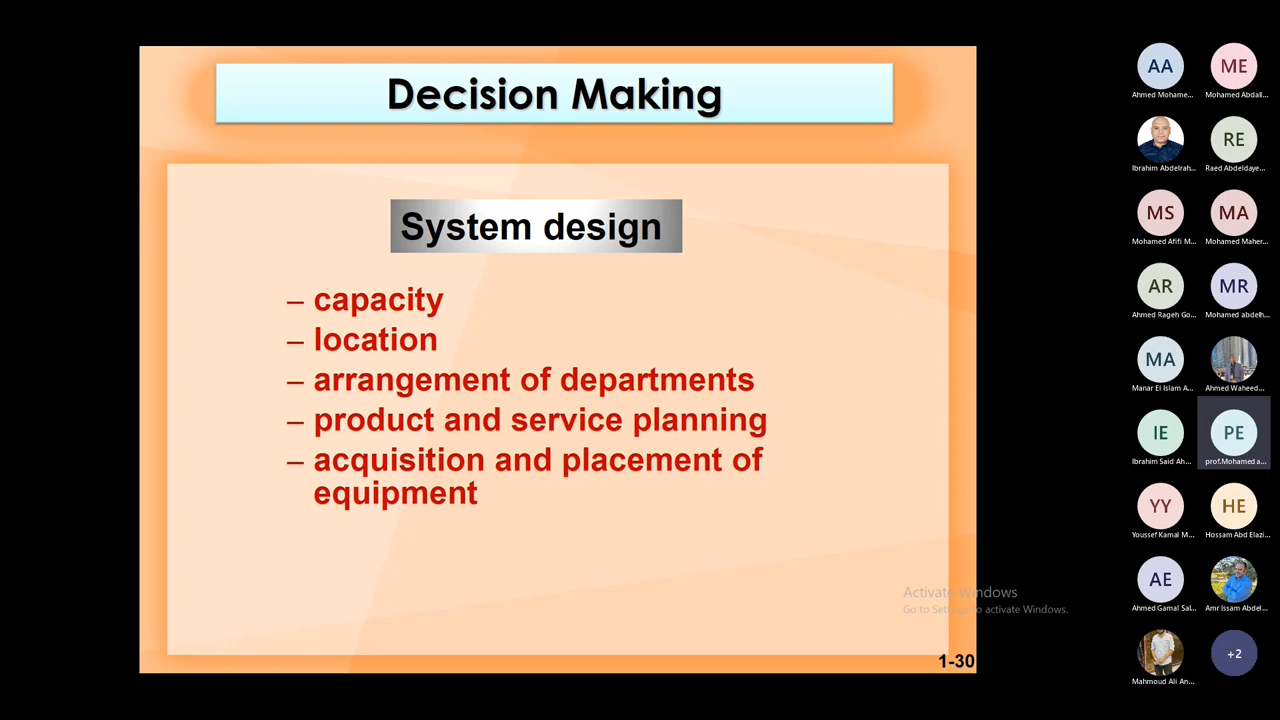 Decision Making
System design
– capacity
– location
– arrangement of departments
– product and service planning
– acquisition and placement of
equipment
1-30
Activate Windows
Go to Settings to activate Windows.
AA
Ahmed Mohame...
ME
Mohamed Abdall...
Ibrahim Abdelrah...
RE
Raed Abdeldaye...
MS
Mohamed Afifi M...
MA
Mohamed Maher...
AR
Ahmed Rageh Go...
MR
Mohamed abdelh...
MA
Manar El Islam A...
Ahmed Waheed...
IE
Ibrahim Said Ah...
PE
prof.Mohamed a...
YY
Youssef Kamal M...
HE
Hossam Abd Elazi...
AE
Ahmed Gamal Sal...
Amr Issam Abdel...
Mahmoud Ali An...
+2